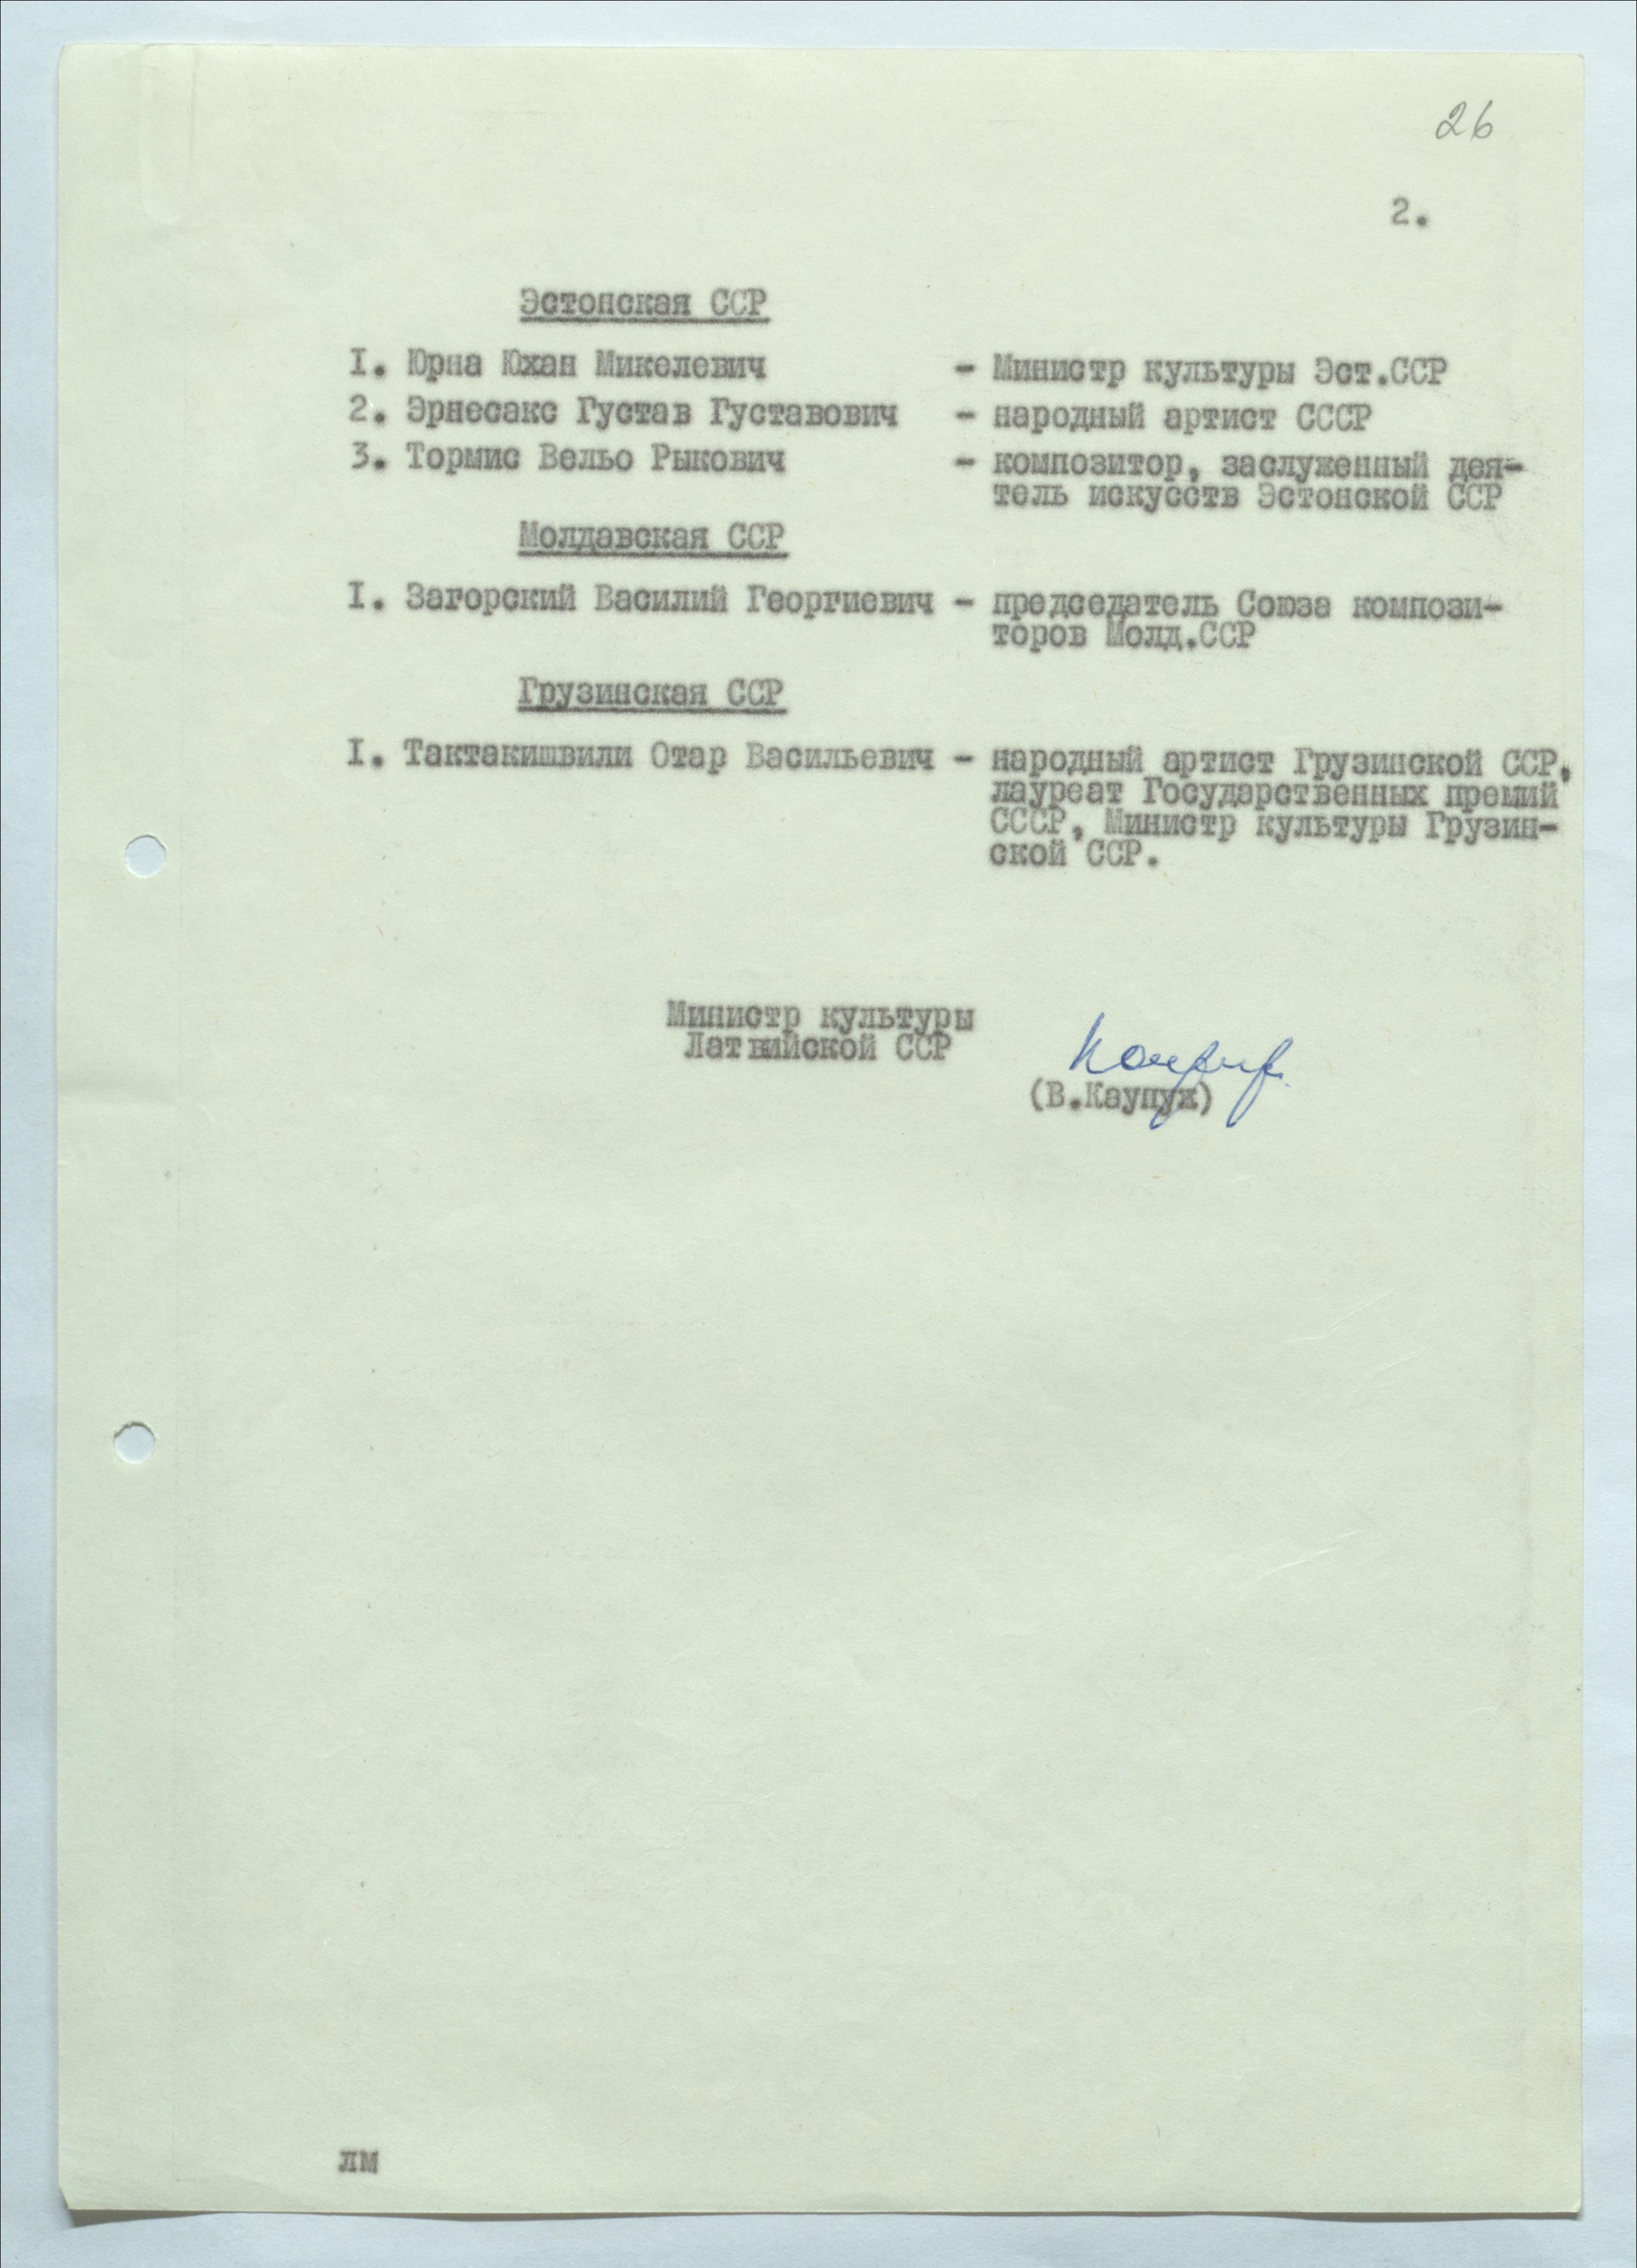 26
2.
Эстонская ССР
I. Юрна Юхан Микелевич - Министр культуры Эст.ССР
2. Эрнесакс Густав Густавович - народный артист СССР
3. Тормис Вельо Рыкович - композитор, заслуженный дея-
тель искусств Эстонской ССР
Молдавская ССР
I. Загорский Василий Георгиевич - председатель Союза компози-
торов Молд.ССР
Грузинская ССР
I. Тактакишвили Отар Васильевич - народный артист Грузинской ССР,
лауреат Государственных премий
СССР, Министр культуры Грузин-
ской ССР.
Министр культуры
Латвийской ССР
(В.Каупуж)
лм